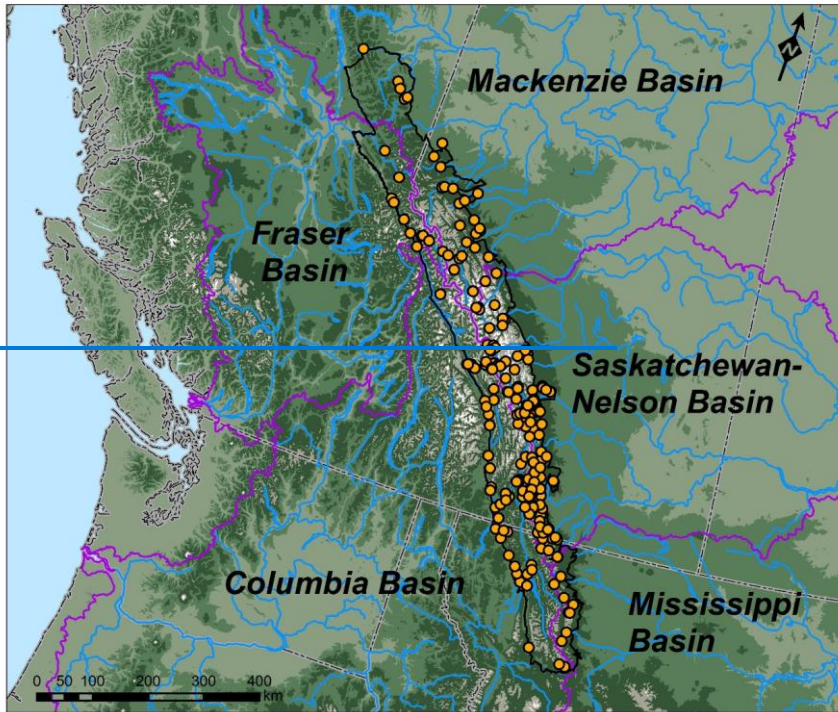 N
Mackenzie Basin
Fraser
Basin
Saskatchewan-
Nelson Basin
Columbia Basin
Mississippi
Basin
0 50 100 200 300 400
km